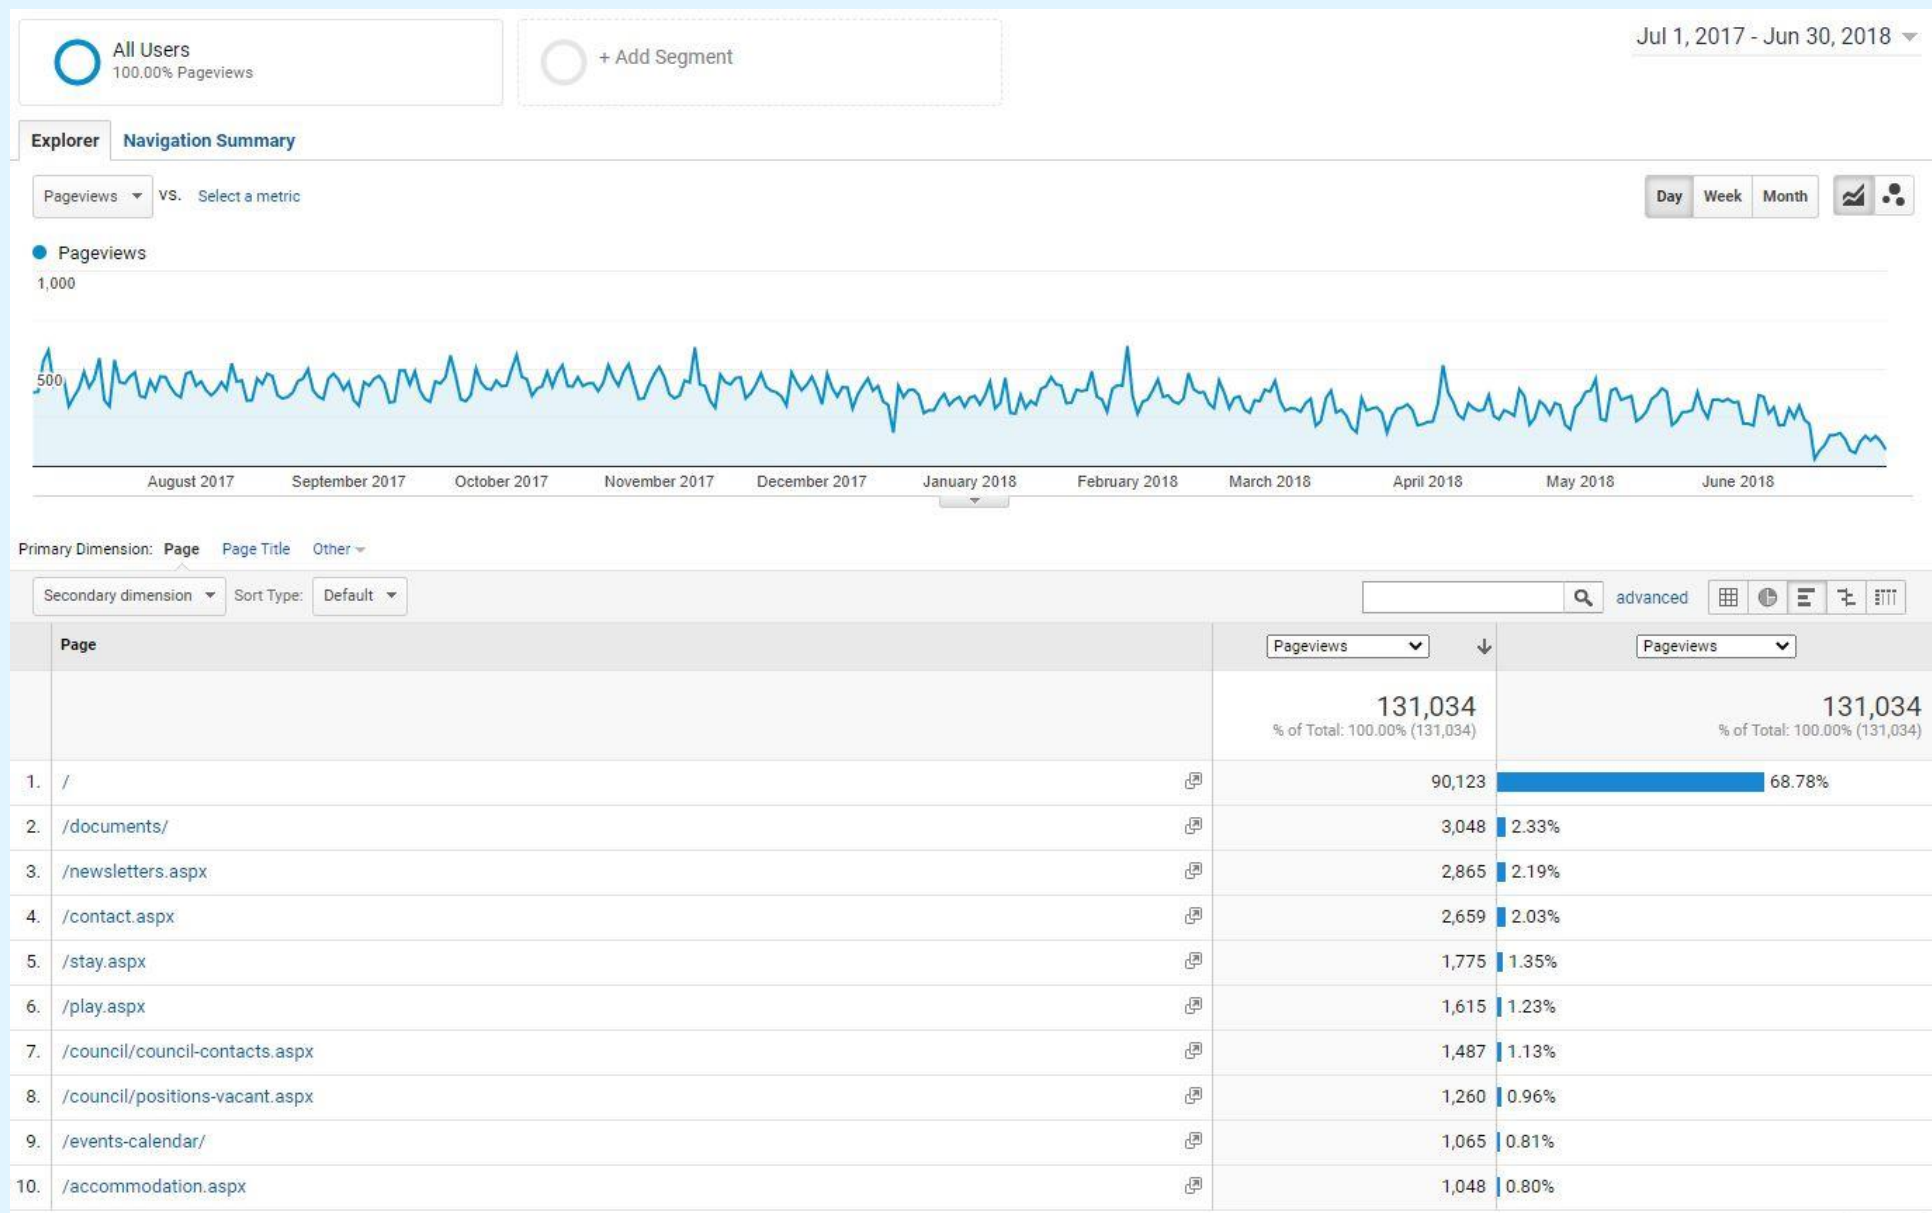 All Users
100.00% Pageviews
+ Add Segment
Jul 1, 2017 - Jun 30, 2018
Explorer Navigation Summary
Pageviews VS. Select a metric
Day Week Month
Pageviews
1,000
500
August 2017 September 2017 October 2017 November 2017 December 2017 January 2018 February 2018 March 2018 April 2018 May 2018 June 2018
Primary Dimension: Page Page Title Other
Secondary dimension Sort Type: Default advanced
Page Pageviews Pageviews
131,034 131,034
% of Total: 100.00% (131,034) % of Total: 100.00% (131,034)
1. / 90,123 68.78%
2. /documents/ 3,048 2.33%
3. /newsletters.aspx 2,865 2.19%
4. /contact.aspx 2,659 2.03%
5. /stay.aspx 1,775 1.35%
6. /play.aspx 1,615 1.23%
7. /council/council-contacts.aspx 1,487 1.13%
8. /council/positions-vacant.aspx 1,260 0.96%
9. /events-calendar/ 1,065 0.81%
10. /accommodation.aspx 1,048 0.80%